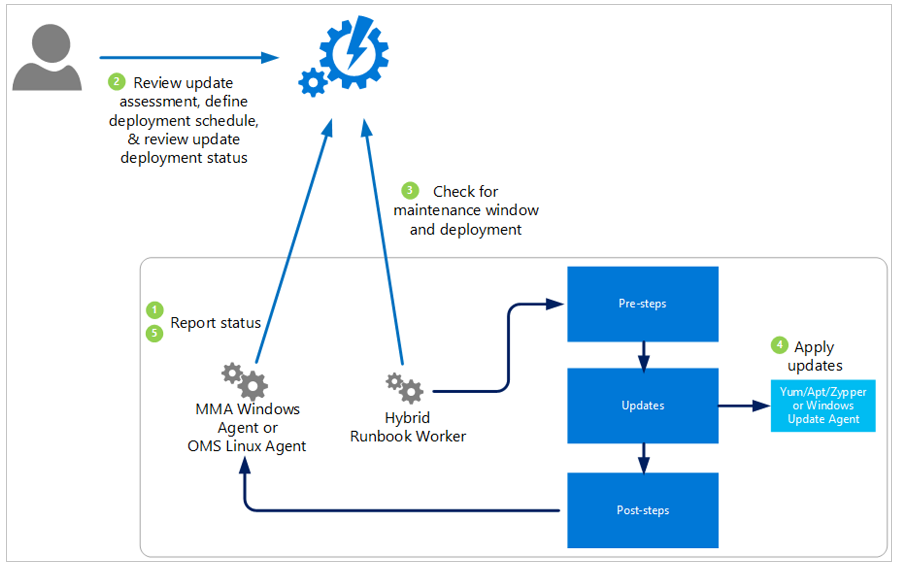 2 Review update
assessment, define
deployment schedule,
& review update
deployment status
3 Check for
maintenance window
and deployment
1
5 Report status
MMA Windows
Agent or
OMS Linux Agent
Hybrid
Runbook Worker
Pre-steps
Updates
Post-steps
4 Apply
updates
Yum/Apt/Zypper
or Windows
Update Agent